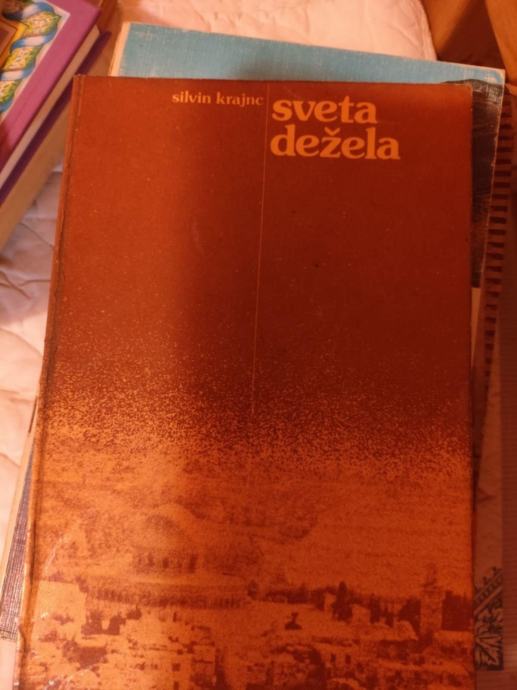 silvin krajnc
sveta
dežela